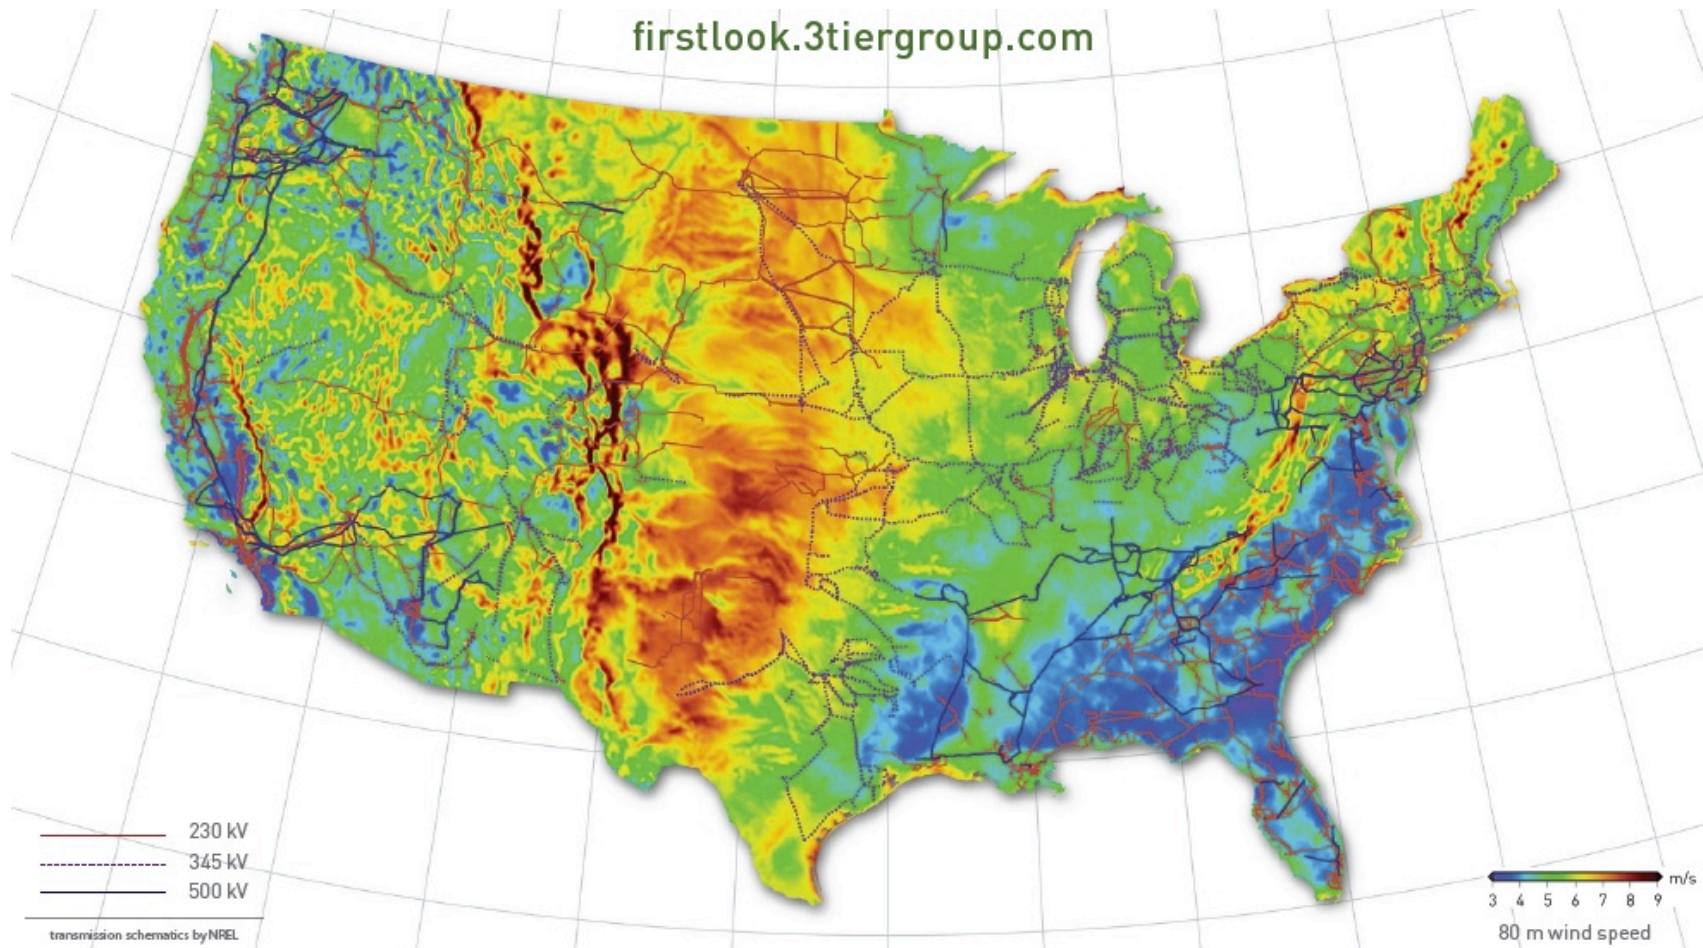 firstlook.3tiergroup.com
230 kV
345 kV
500 kV
transmission schematics by NREL
m/s
3 4 5 6 7 8 9
80 m wind speed